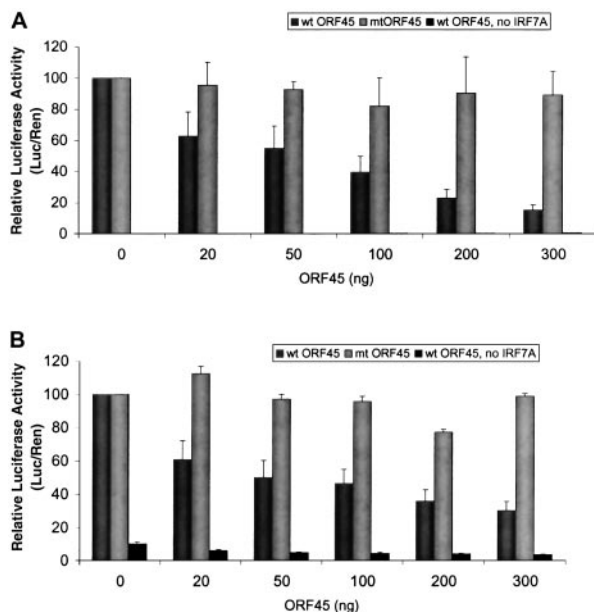 A
wt ORF45 mtORF45 wt ORF45, no IRF7A
Relative Luciferase Activity
(Luc/Ren)
120
100
80
60
40
20
0
0 20 50 100 200 300
ORF45 (ng)
B
wt ORF45 mt ORF45 wt ORF45, no IRF7A
Relative Luciferase Activity
(Luc/Ren)
120
100
80
60
40
20
0
0 20 50 100 200 300
ORF45 (ng)